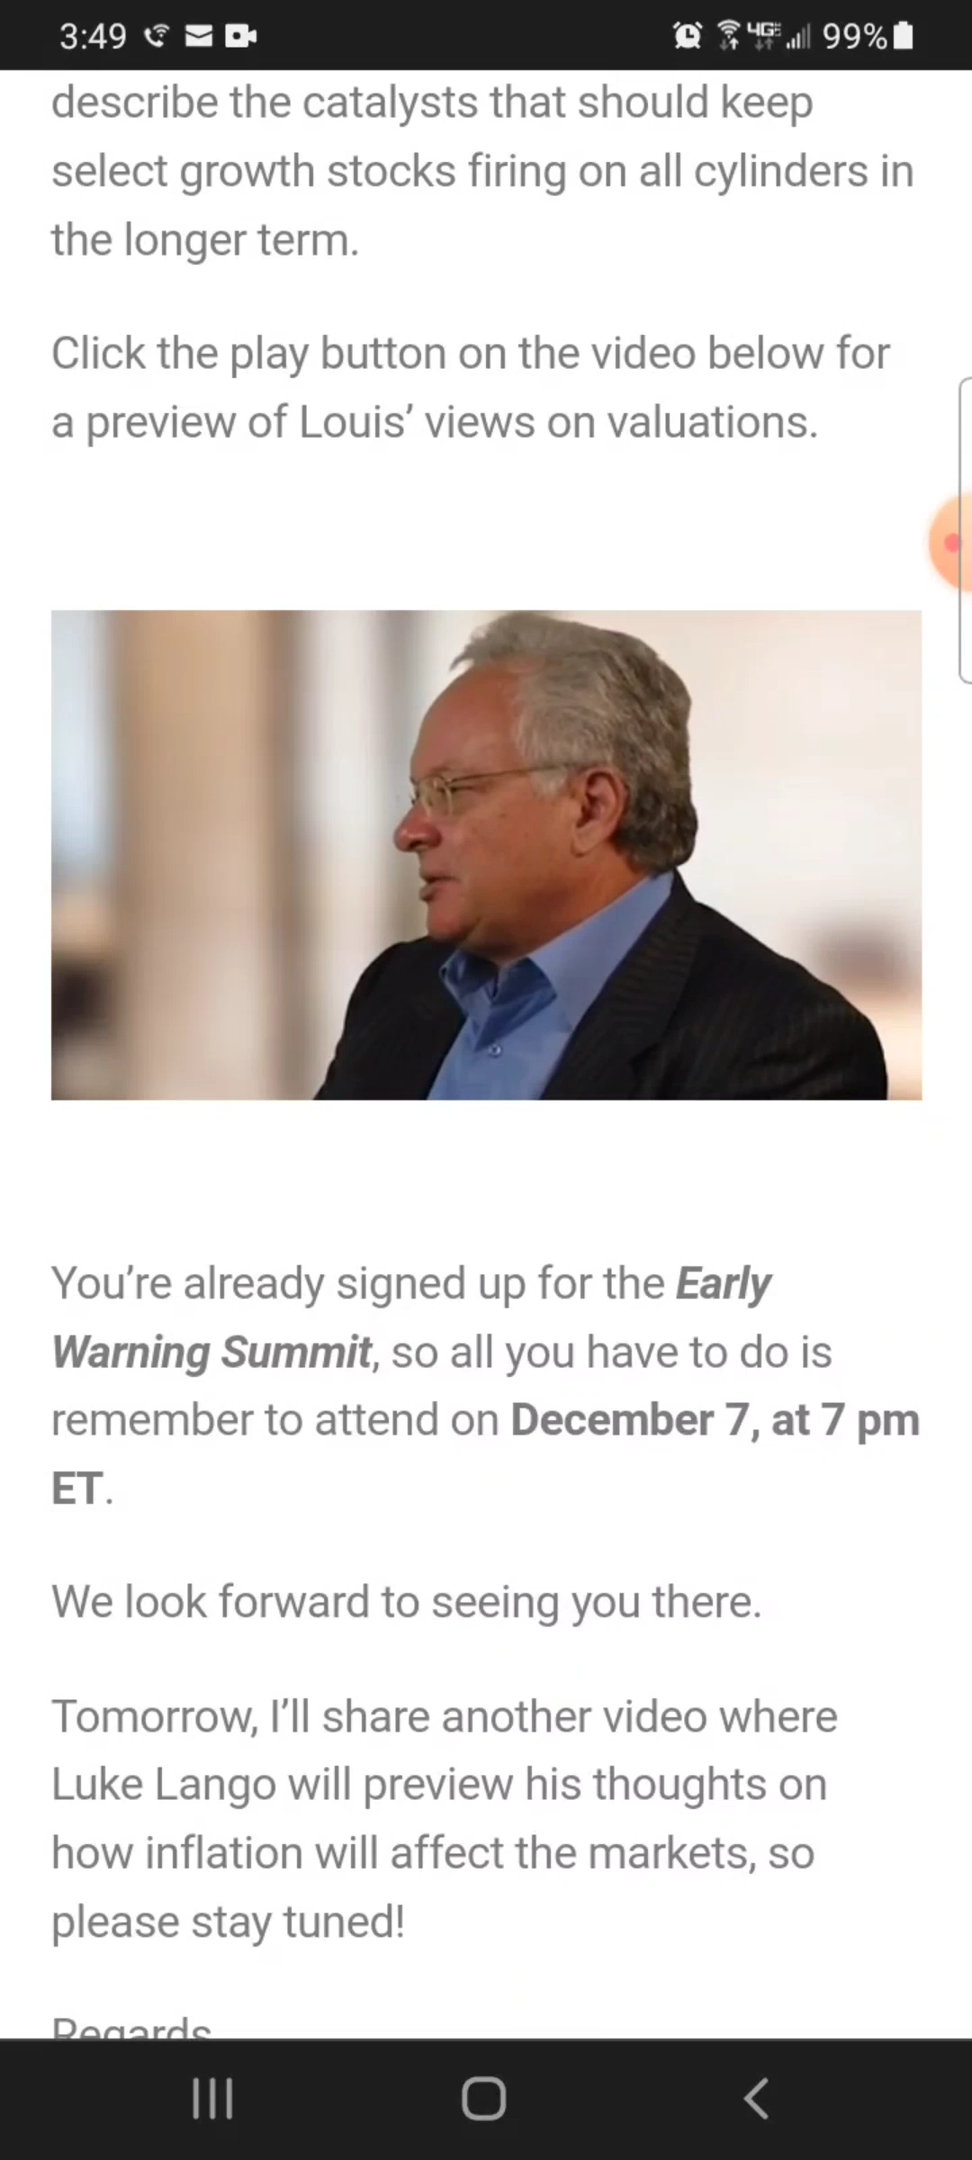 3:49
4GE
99%
describe the catalysts that should keep
select growth stocks firing on all cylinders in
the longer term.
Click the play button on the video below for
a preview of Louis’ views on valuations.
You’re already signed up for the Early
Warning Summit, so all you have to do is
remember to attend on December 7, at 7 pm
ET.
We look forward to seeing you there.
Tomorrow, I’ll share another video where
Luke Lango will preview his thoughts on
how inflation will affect the markets, so
please stay tuned!
Regards